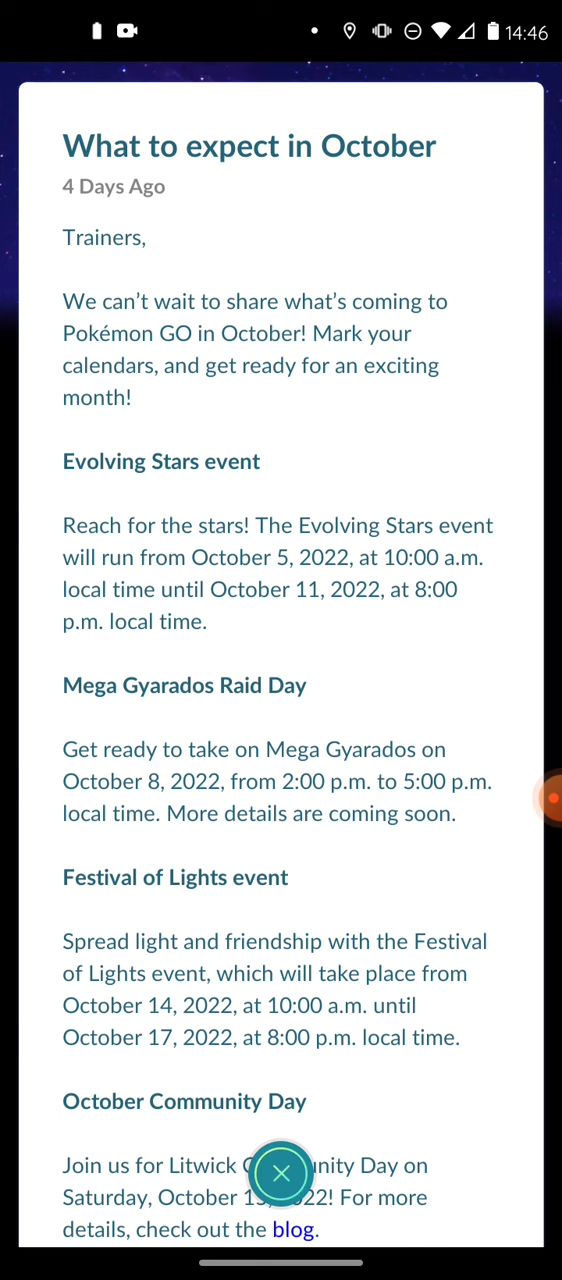 14:46
What to expect in October
4 Days Ago
Trainers,
We can’t wait to share what’s coming to
Pokémon GO in October! Mark your
calendars, and get ready for an exciting
month!
Evolving Stars event
Reach for the stars! The Evolving Stars event
will run from October 5, 2022, at 10:00 a.m.
local time until October 11, 2022, at 8:00
p.m. local time.
Mega Gyarados Raid Day
Get ready to take on Mega Gyarados on
October 8, 2022, from 2:00 p.m. to 5:00 p.m.
local time. More details are coming soon.
Festival of Lights event
Spread light and friendship with the Festival
of Lights event, which will take place from
October 14, 2022, at 10:00 a.m. until
October 17, 2022, at 8:00 p.m. local time.
October Community Day
Join us for Litwick Day on
Saturday, October For more
details, check out the blog.